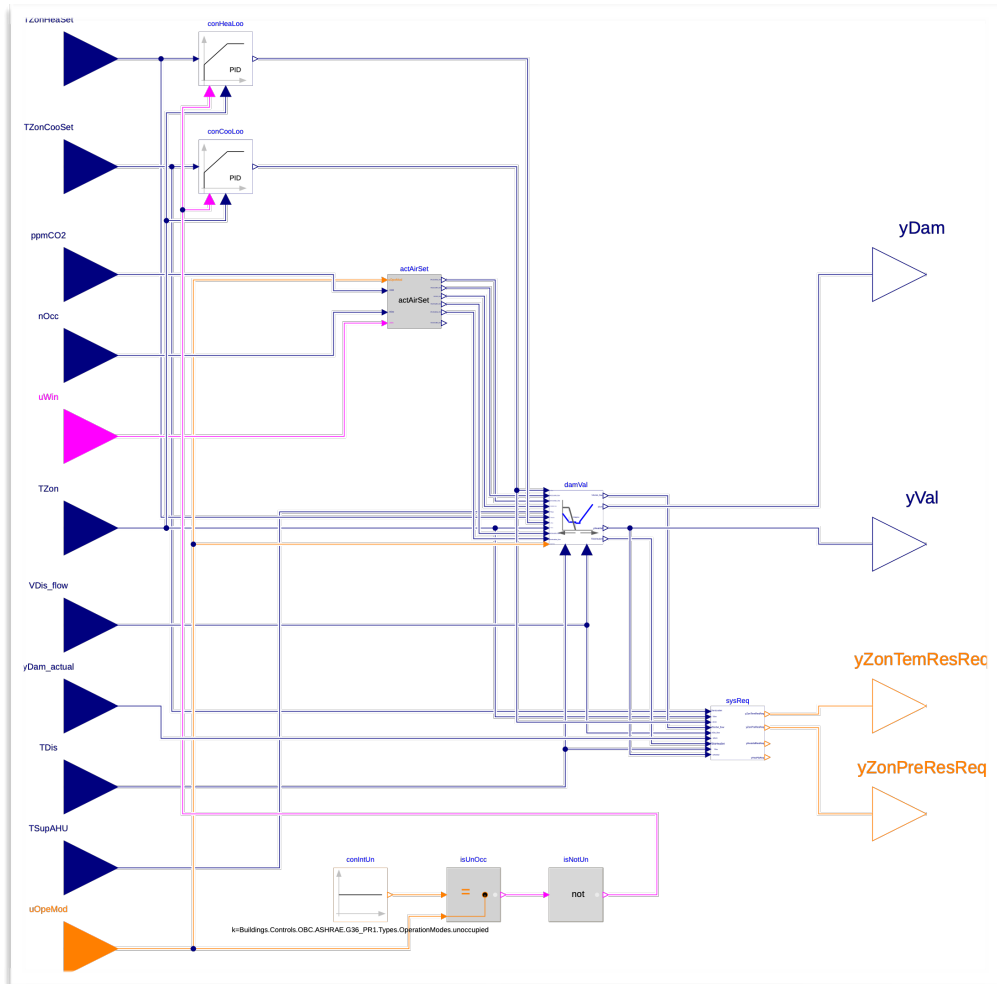 TZonHeaSet
conHeaLoo
PID
TZonCooSet
conCooLoo
PID
ppmCO2
yDam
actAirSet
actAirSet
nOcc
uWin
TZon
damVal
yVal
VDis_flow
yDam_actual
yZonTemResReq
sysReq
TDis
yZonPreResReq
TSupAHU
conIntUn
isUnOcc
isNotUn
=
not
uOpeMod
k=Buildings.Controls.OBC.ASHRAE.G36_PR1.Types.OperationModes.unoccupied